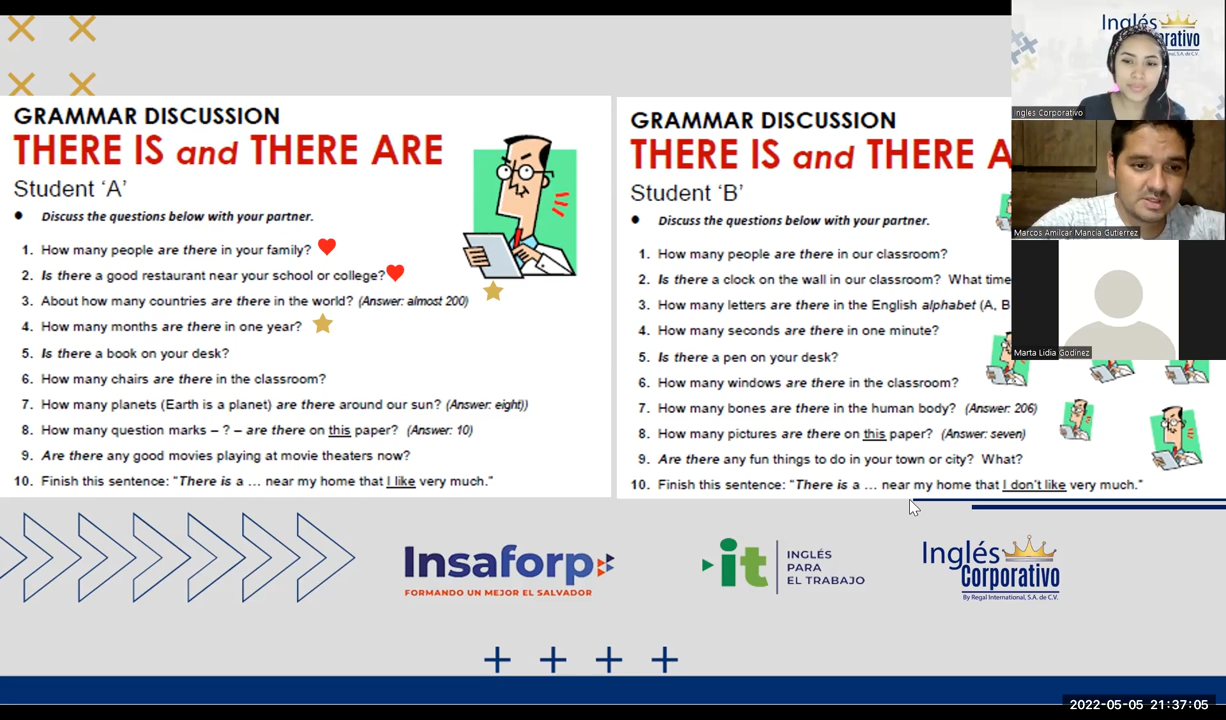 GRAMMAR DISCUSSION
THERE IS and THERE ARE
Student ‘A’
Discuss the questions below with your partner.
1. How many people are there in your family?
2. Is there a good restaurant near your school or college?
3. About how many countries are there in the world? (Answer: almost 200)
4. How many months are there in one year?
5. Is there a book on your desk?
6. How many chairs are there in the classroom?
7. How many planets (Earth is a planet) are there around our sun? (Answer: eight))
8. How many question marks – ? – are there on this paper? (Answer: 10)
9. Are there any good movies playing at movie theaters now?
10. Finish this sentence: “There is a … near my home that I like very much.”
GRAMMAR DISCUSSION
THERE IS and THERE A
Student ‘B’
Discuss the questions below with your partner.
1. How many people are there in our classroom?
2. Is there a clock on the wall in our classroom? What time
3. How many letters are there in the English alphabet (A, B
4. How many seconds are there in one minute?
5. Is there a pen on your desk?
6. How many windows are there in the classroom?
7. How many bones are there in the human body? (Answer: 206)
8. How many pictures are there on this paper? (Answer: seven)
9. Are there any fun things to do in your town or city? What?
10. Finish this sentence: “There is a … near my home that I don’t like very much.”
Inglés
Ingles Corporativo
Marcos Amilcar Mancia Gutierrez
Marta Lidia Godinez
Insaforp
FORMANDO UN MEJOR EL SALVADOR
it
INGLÉS
PARA
EL TRABAJO
Inglés
Corporativo
By Regal International, S.A. de C.V.
2022-05-05 21:37:05